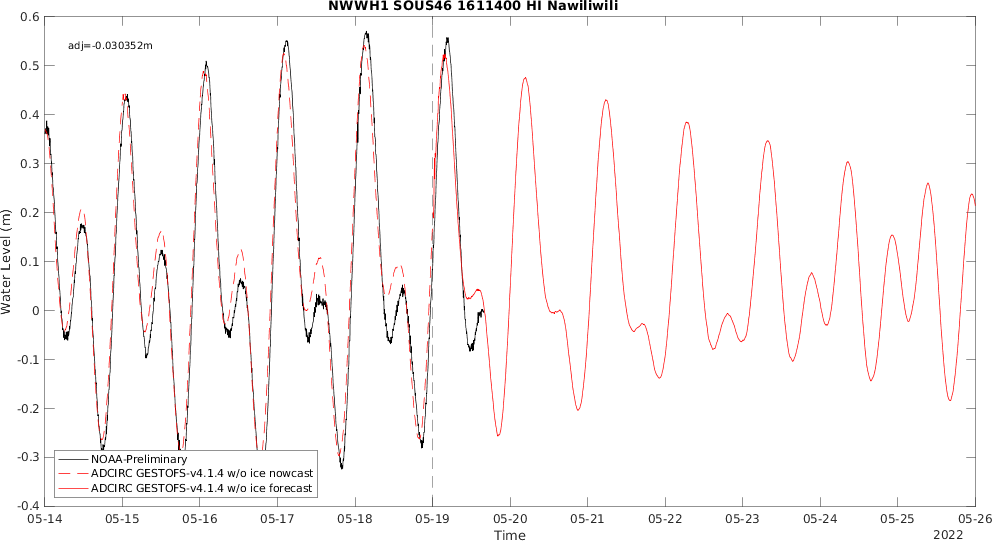 NWWH1 SOUS46 1611400 HI Nawiliwili
adj=-0.030352m
Water Level (m)
0.6
0.5
0.4
0.3
0.2
0.1
0
-0.1
-0.2
-0.3
-0.4
NOAA-Preliminary
ADCIRC GESTOFS-v4.1.4 w/o ice nowcast
ADCIRC GESTOFS-v4.1.4 w/o ice forecast
05-14 05-15 05-16 05-17 05-18 05-19 05-20 05-21 05-22 05-23 05-24 05-25 05-26
Time
2022